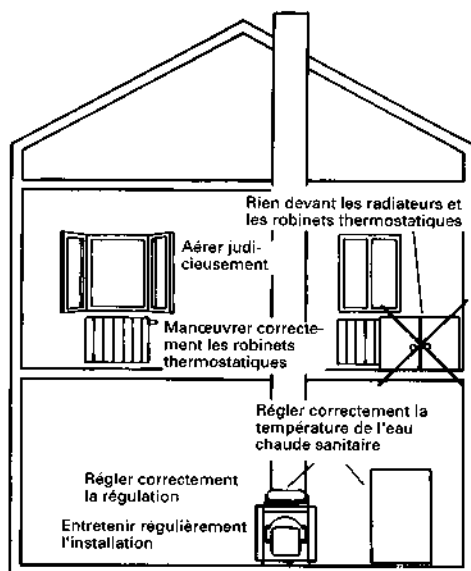 Rien devant les radiateurs et
les robinets thermostatiques
Aérer judi-
cieusement
Manœuvrer correcte-
ment les robinets
thermostatiques
Régler correctement la
température de l'eau
chaude sanitaire
Régler correctement
la régulation
Entretenir régulièrement
l'installation